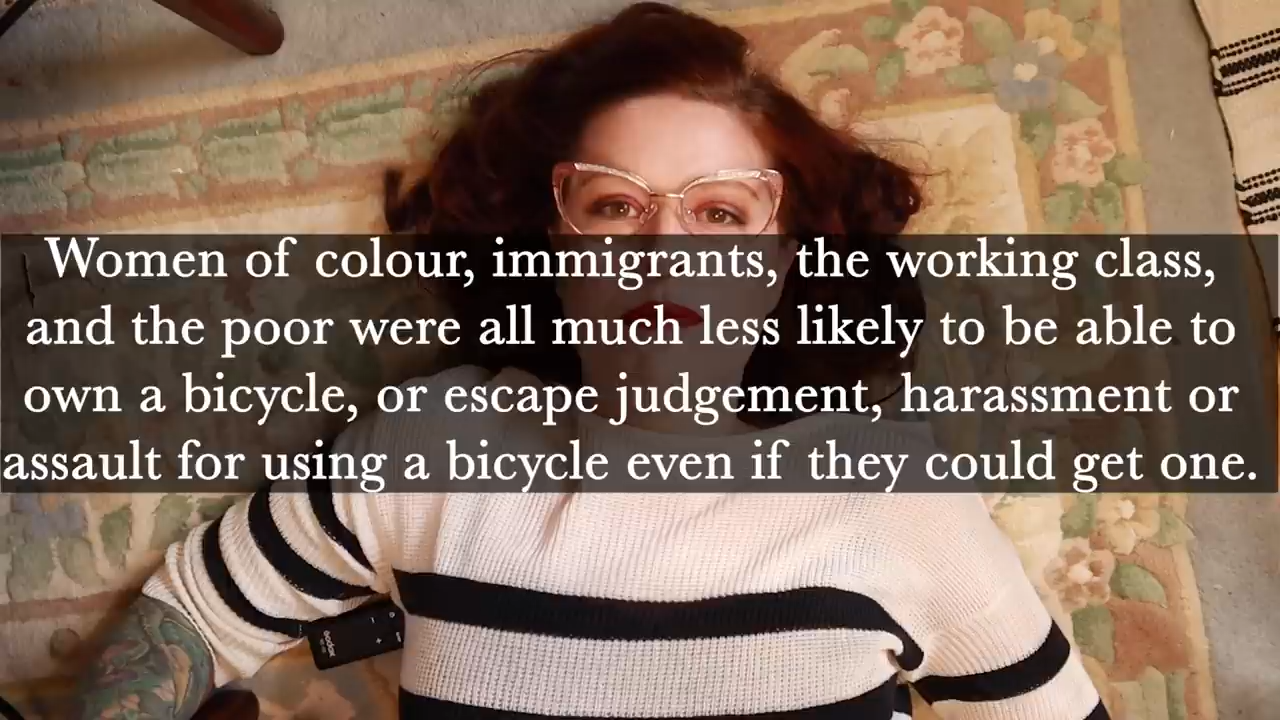 Women of colour, immigrants, the working class,
and the poor were all much less likely to be able to
own a bicycle, or escape judgement, harassment or
assault for using a bicycle even if they could get one.